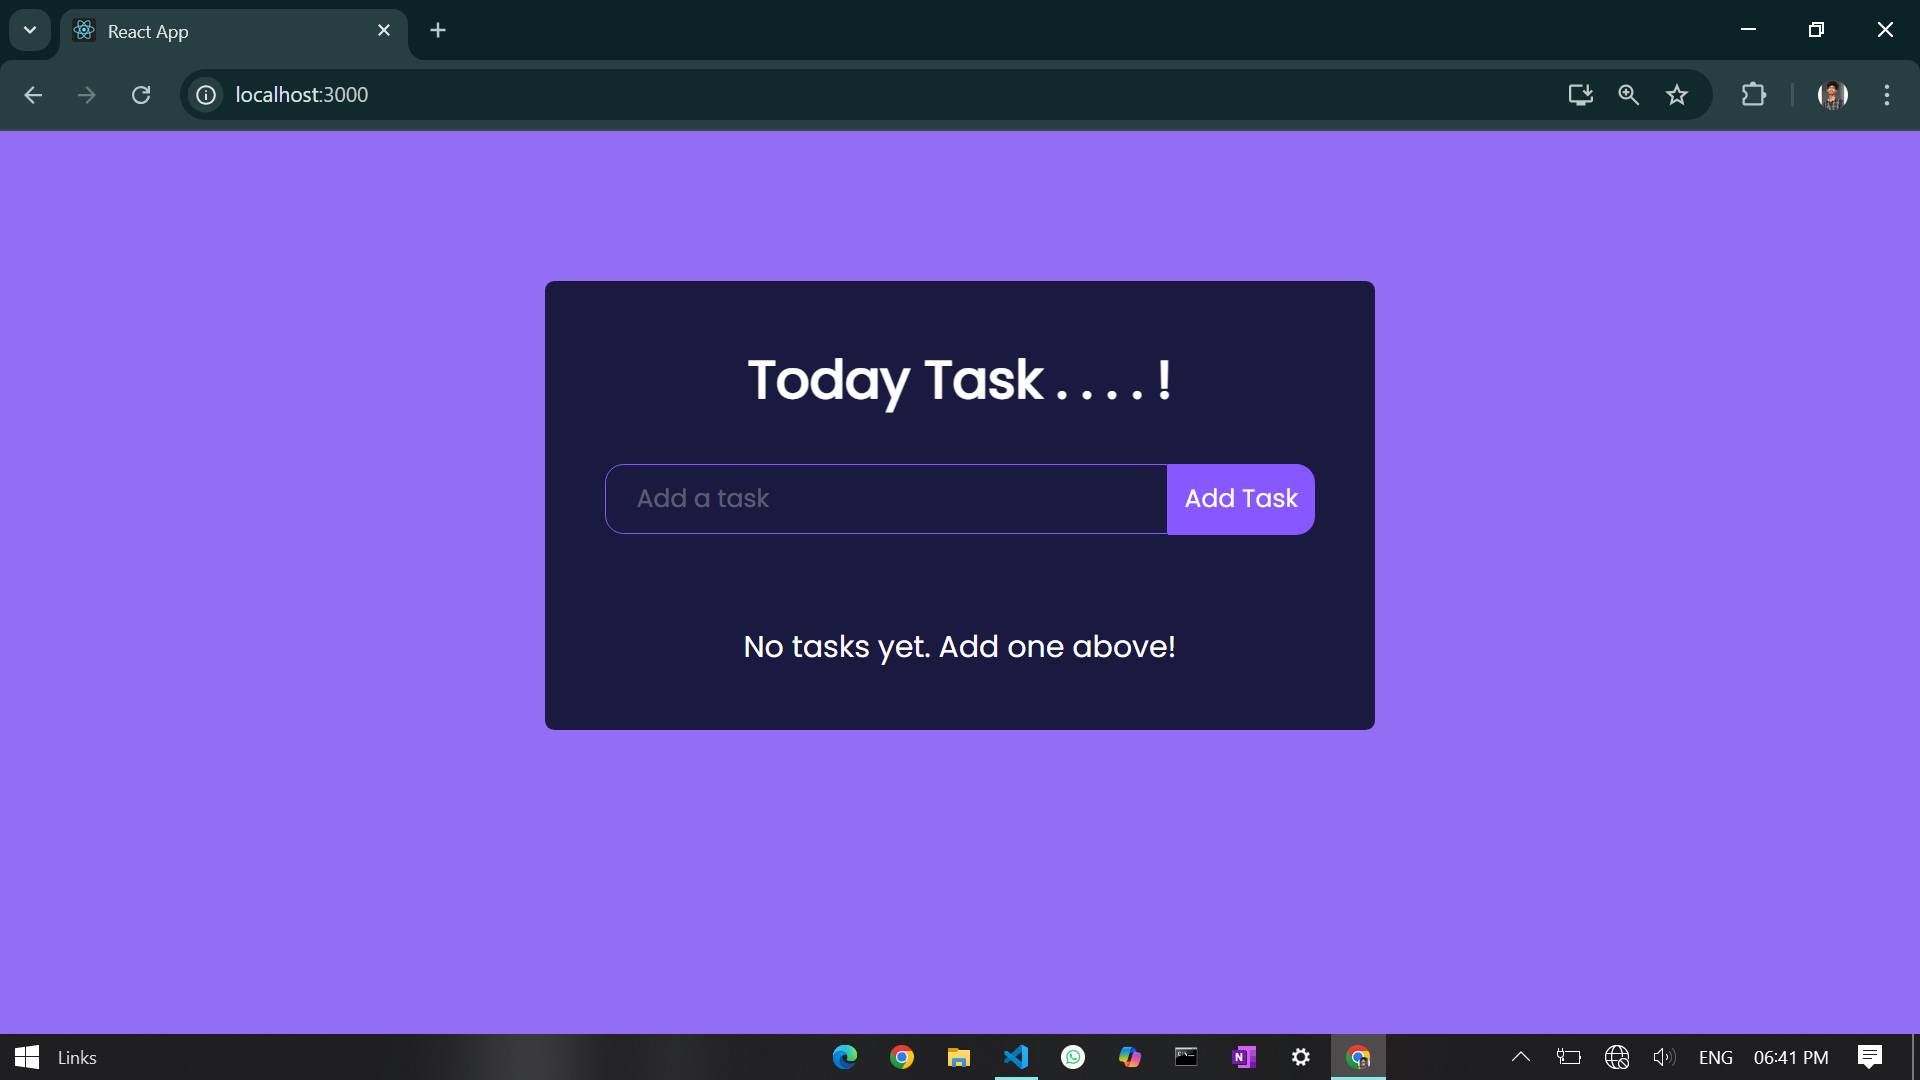 React App
localhost:3000
Today Task . . . . !
Add a task
Add Task
No tasks yet. Add one above!
Links
N
ENG
06:41 PM